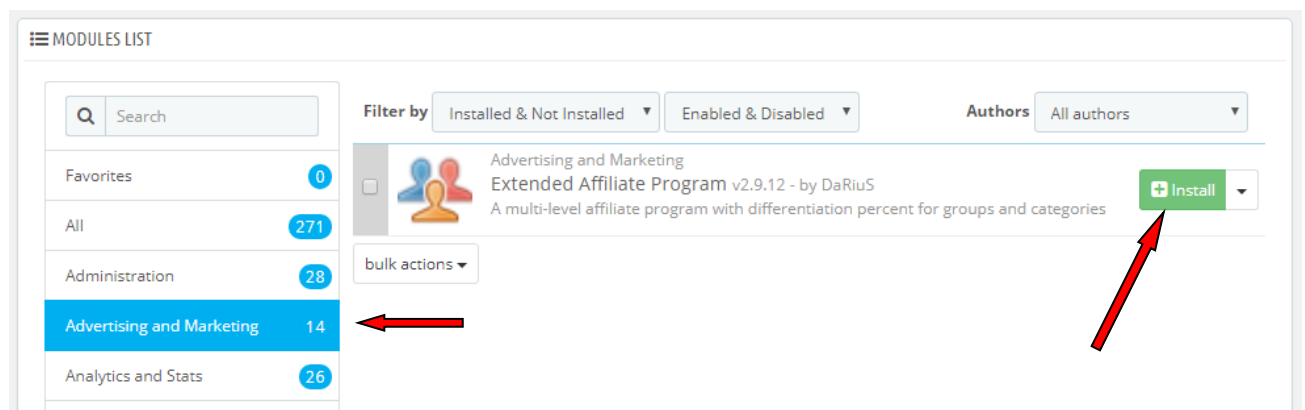 MODULES LIST
Search
Favorites 0
All 271
Administration 28
Advertising and Marketing 14
Analytics and Stats 26
Filter by Installed & Not Installed Enabled & Disabled Authors All authors
Advertising and Marketing
Extended Affiliate Program v2.9.12 - by DaRiuS
A multi-level affiliate program with differentiation percent for groups and categories
Install
bulk actions